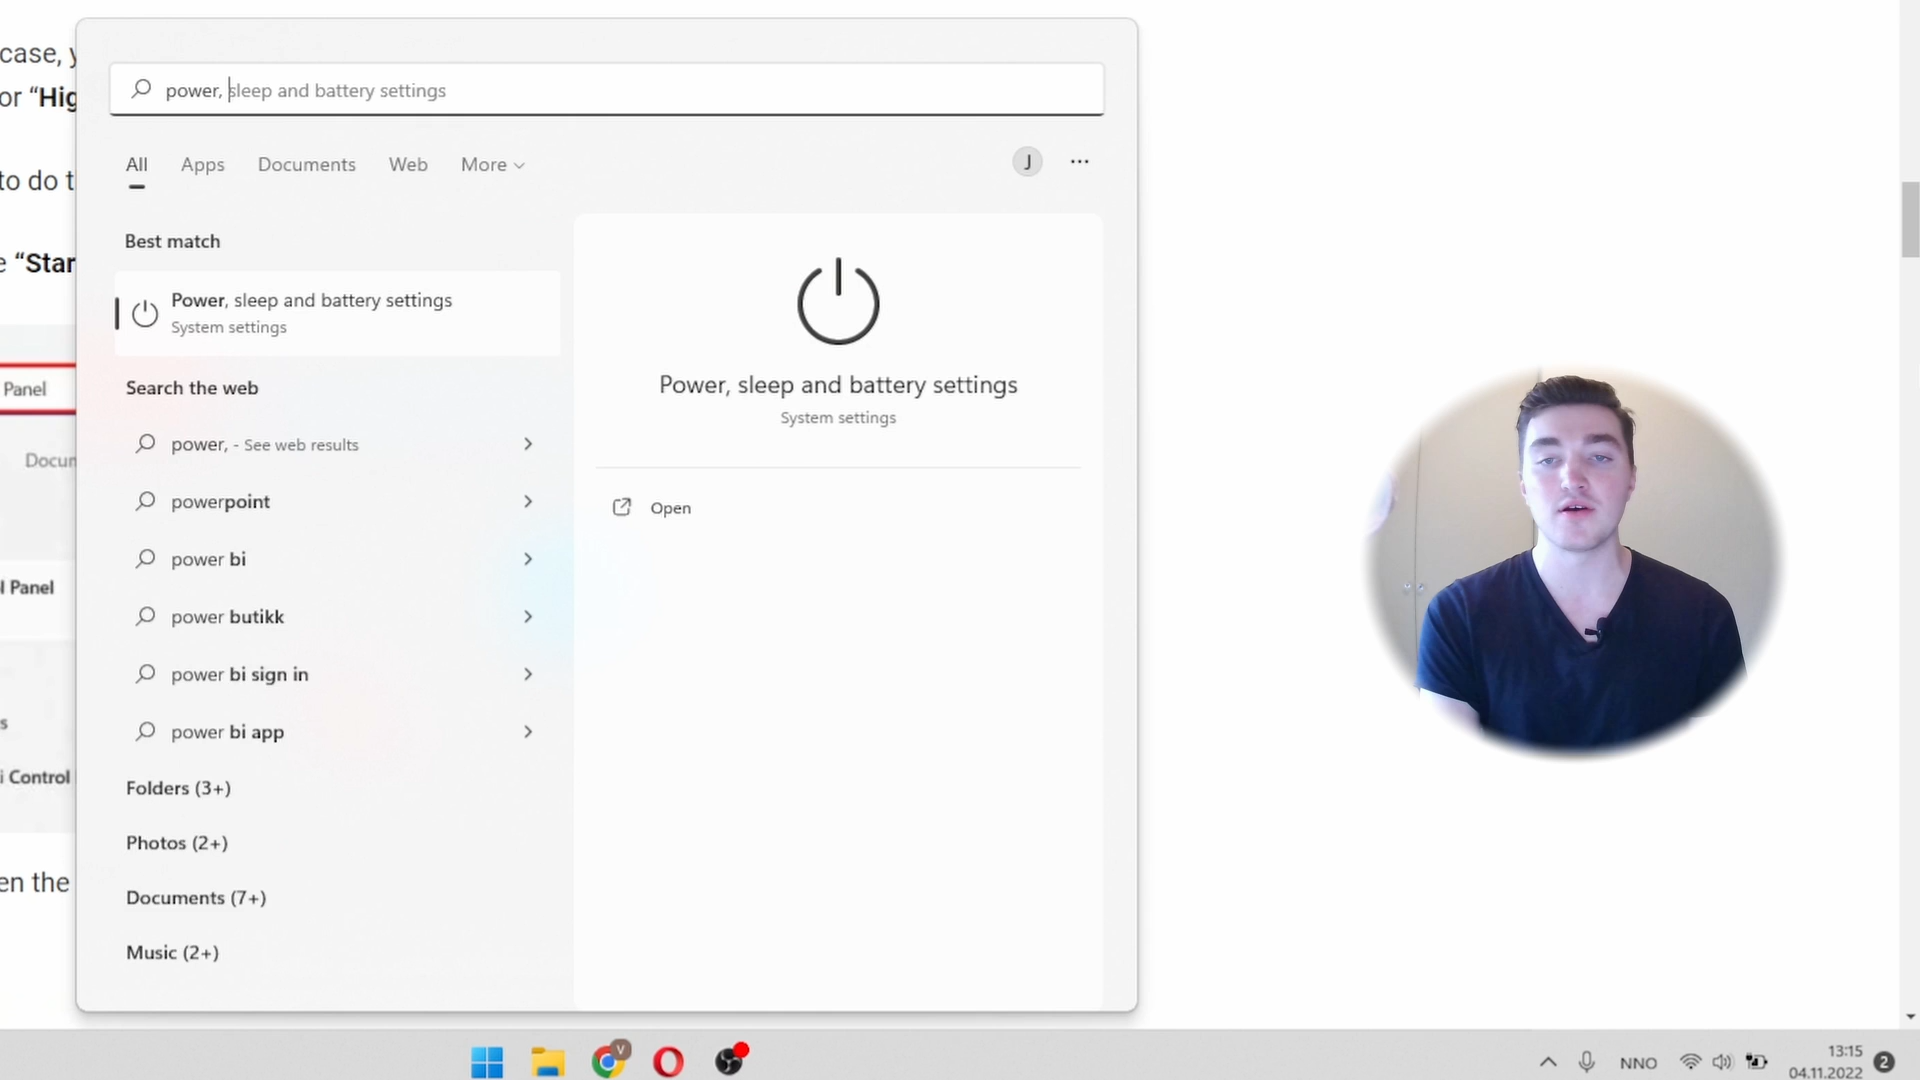 case, y
or “Hig
to do t
e “Star
Panel
Docum
l Panel
s
i Control
en the
power, sleep and battery settings
All Apps Documents Web More
J ...
Best match
Power, sleep and battery settings
System settings
Search the web
power, - See web results
powerpoint
power bi
power butikk
power bi sign in
power bi app
Folders (3+)
Photos (2+)
Documents (7+)
Music (2+)
Power, sleep and battery settings
System settings
Open
V
NNO
13:15
04.11.2022
2